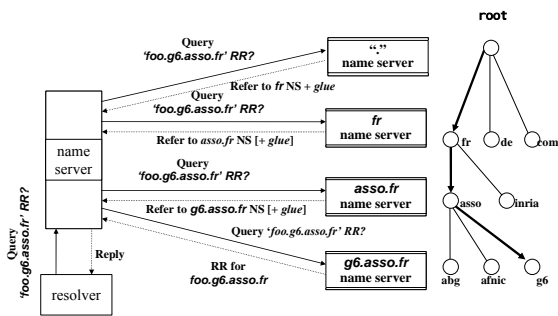 root
Query
'foo.g6.asso.fr' RR?
"."
name server
Refer to fr NS + glue
Query
'foo.g6.asso.fr' RR?
fr
name server
Refer to asso.fr NS [+ glue]
name
server
Query
'foo.g6.asso.fr' RR?
asso.fr
name server
Refer to g6.asso.fr NS [+ glue]
Query 'foo.g6.asso.fr' RR?
g6.asso.fr
name server
RR for
foo.g6.asso.fr
Query
'foo.g6.asso.fr' RR?
Reply
resolver
fr
de
com
asso
inria
abg
afnic
g6